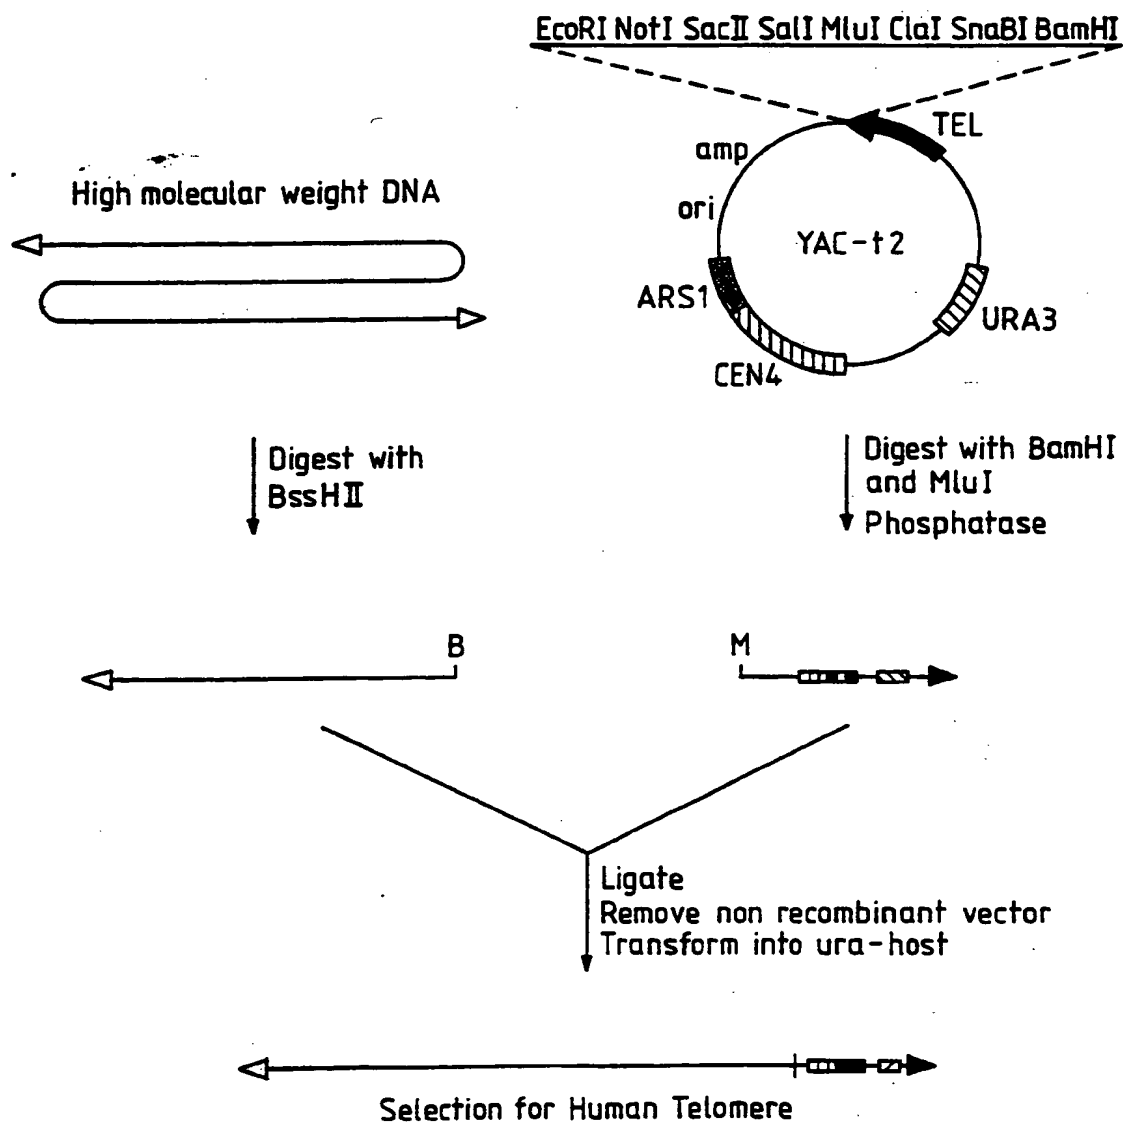 EcoRI NotI SacII SalI MluI ClaI SnaBI BamHI
TEL
amp
ori
YAC-t2
ARS1
URA3
CEN4
High molecular weight DNA
Digest with
BssHII
Digest with BamHI
and MluI
Phosphatase
B
M
Ligate
Remove non recombinant vector
Transform into ura-host
Selection for Human Telomere